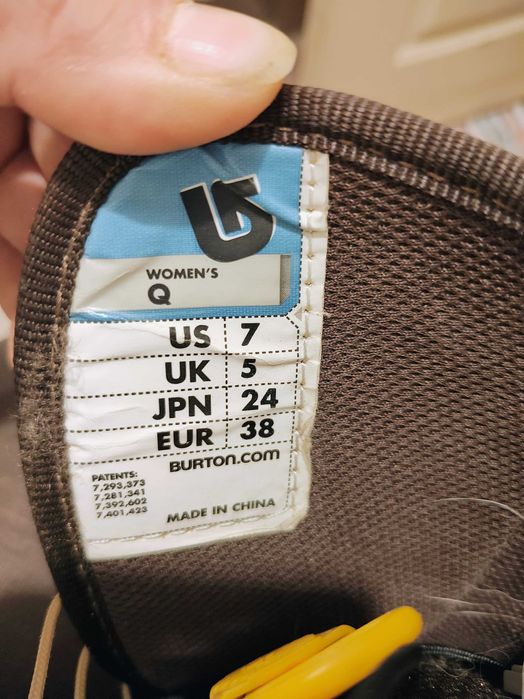 WOMEN'S
Q
US 7
UK 5
JPN 24
EUR 38
BURTON.COM
PATENTS:
7,293,373
7,281,341
7,392,602
7,401,423
MADE IN CHINA